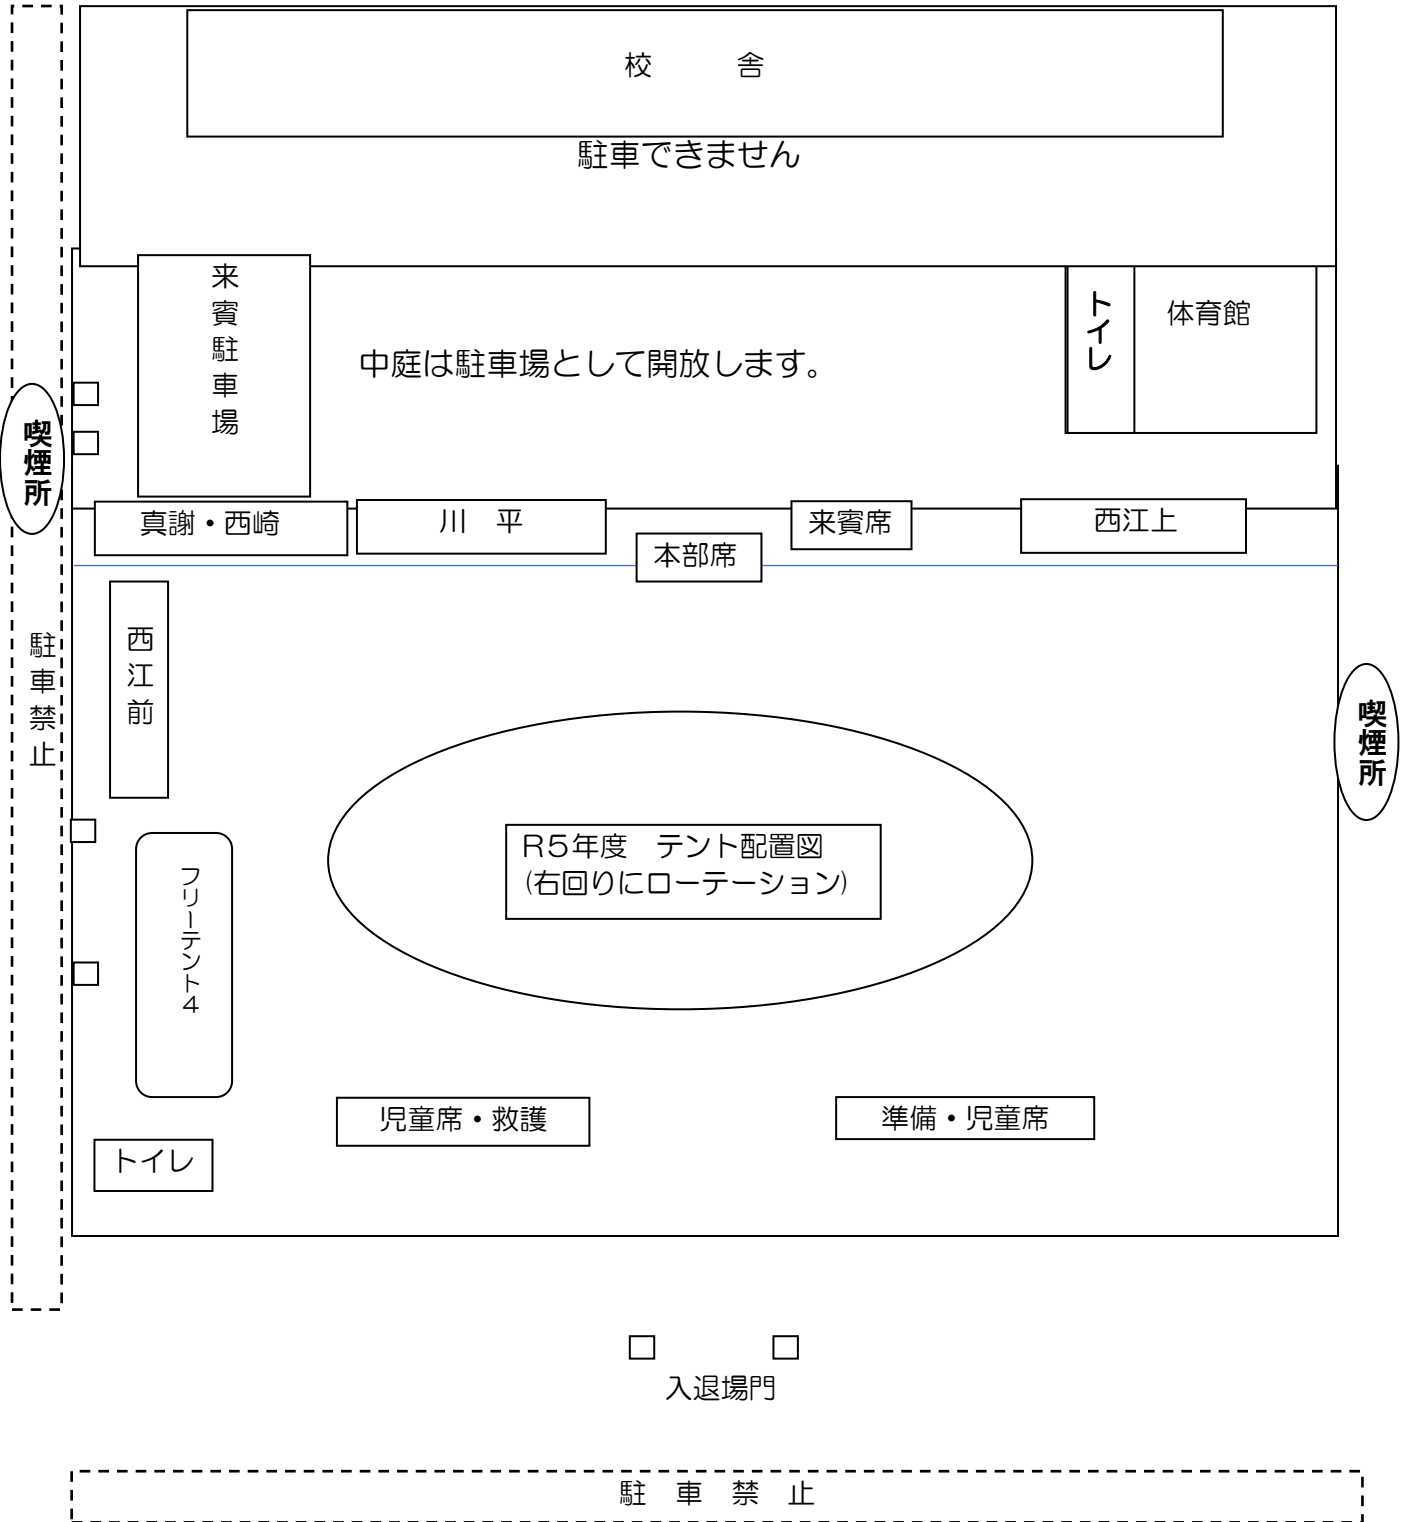 校　　　舎
駐車できません
来賓駐車場
トイレ
体育館
中庭は駐車場として開放します。
喫煙所
真謝・西崎
川　平
本部席
来賓席
西江上
駐車禁止
西江前
喫煙所
R5年度　テント配置図
(右回りにローテーション)
フリーテント4
児童席・救護
準備・児童席
トイレ
入退場門
駐　車　禁　止